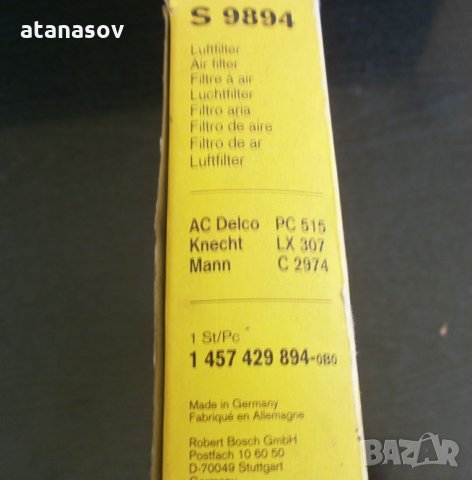 atanasov
S 9894
Luftfilter
Air filter
Filtre à air
Luchtfilter
Filtro aria
Filtro de aire
Filtro de ar
Luftfilter
AC Delco PC 515
Knecht LX 307
Mann C 2974
1 St/Pc
1 457 429 894-0B0
Made in Germany
Fabriqué en Allemagne
Robert Bosch GmbH
Postfach 10 60 50
D-70049 Stuttgart
Germany
BAZAR